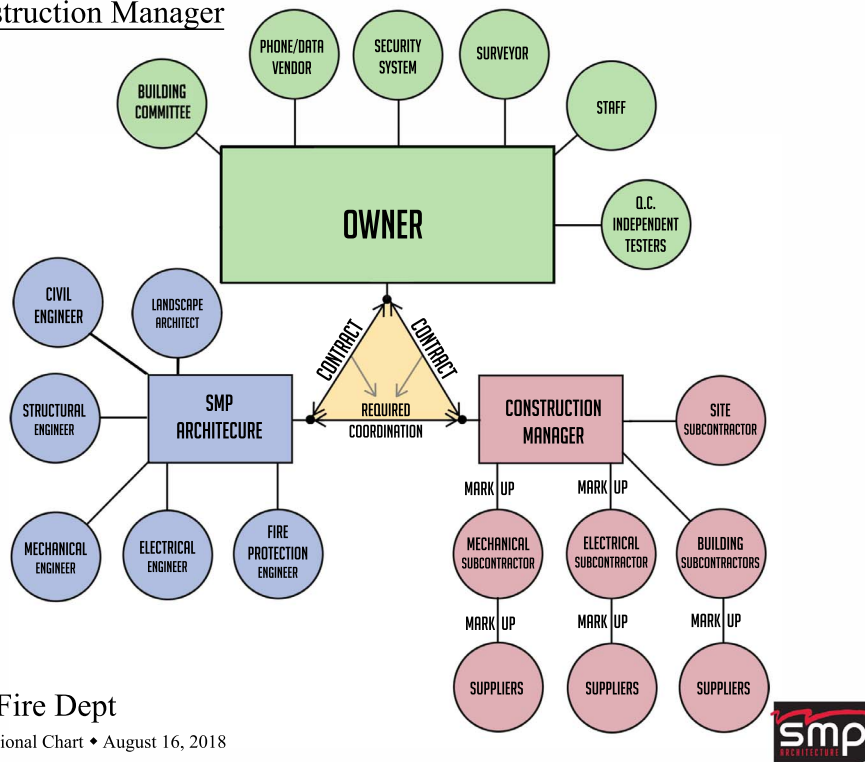 struction Manager
PHONE/DATA
VENDOR
SECURITY
SYSTEM
SURVEYOR
BUILDING
COMMITTEE
STAFF
OWNER
Q.C.
INDEPENDENT
TESTERS
CIVIL
ENGINEER
LANDSCAPE
ARCHITECT
CONTRACT
CONTRACT
STRUCTURAL
ENGINEER
SMP
ARCHITECURE
REQUIRED
COORDINATION
CONSTRUCTION
MANAGER
SITE
SUBCONTRACTOR
MARK UP
MARK UP
MECHANICAL
ENGINEER
ELECTRICAL
ENGINEER
FIRE
PROTECTION
ENGINEER
MECHANICAL
SUBCONTRACTOR
ELECTRICAL
SUBCONTRACTOR
BUILDING
SUBCONTRACTORS
MARK UP
MARK UP
MARK UP
SUPPLIERS
SUPPLIERS
SUPPLIERS
Fire Dept
ional Chart ◆ August 16, 2018
smp
ARCHITECTURE